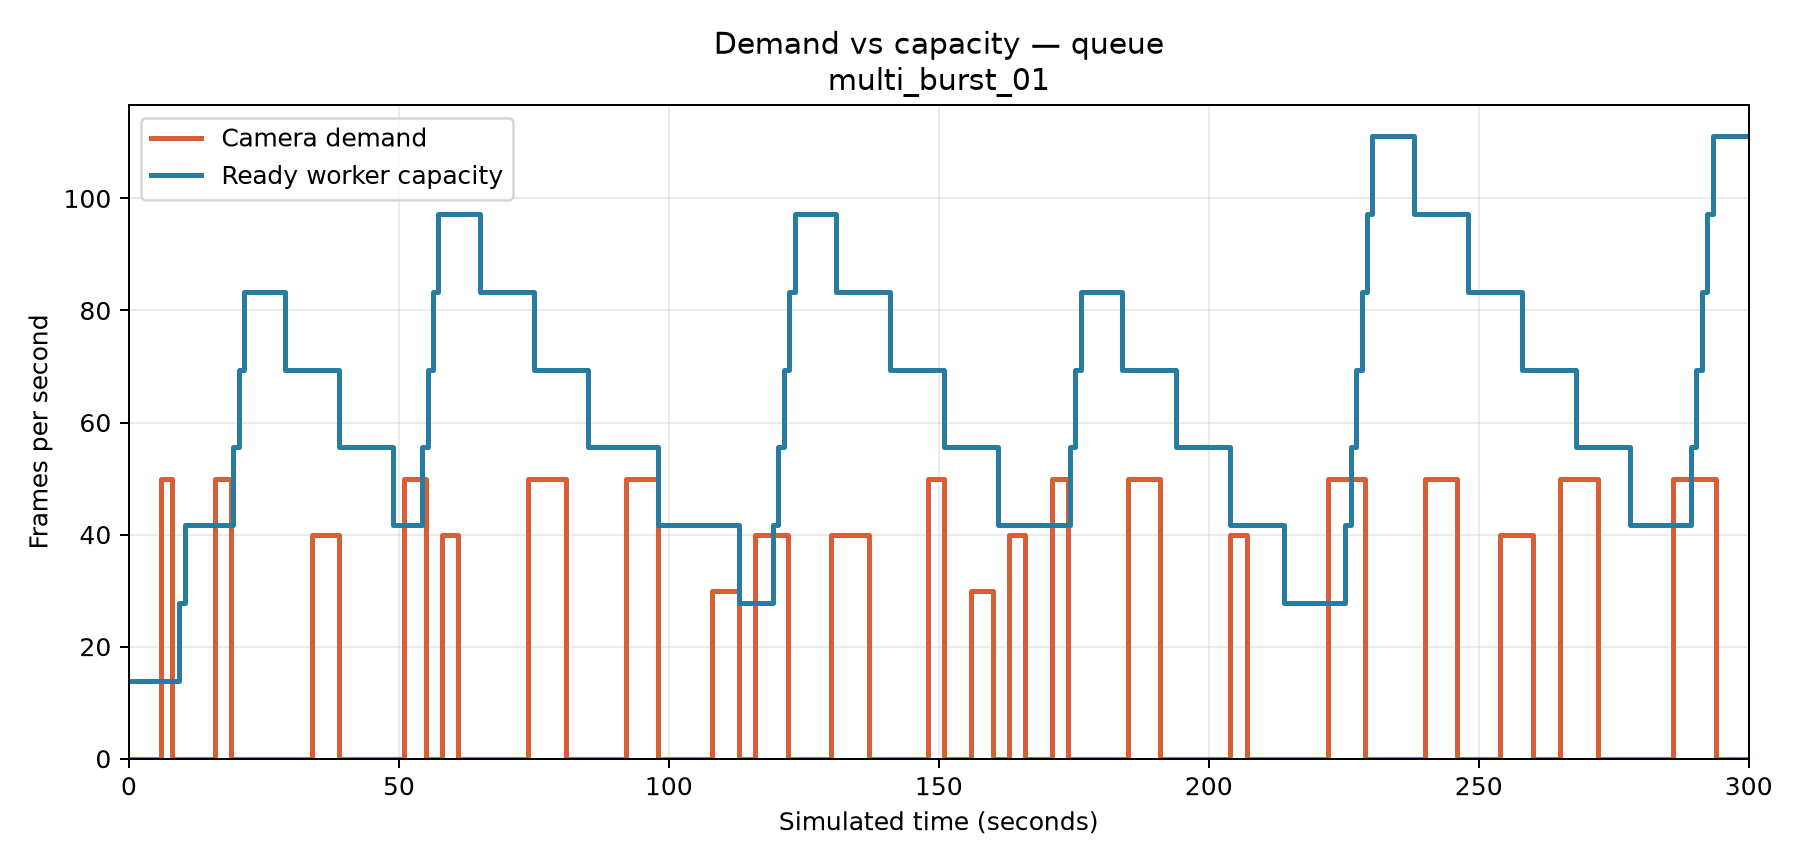 Demand vs capacity — queue
multi_burst_01
Camera demand
Ready worker capacity
Frames per second
100
80
60
40
20
0
0 50 100 150 200 250 300
Simulated time (seconds)